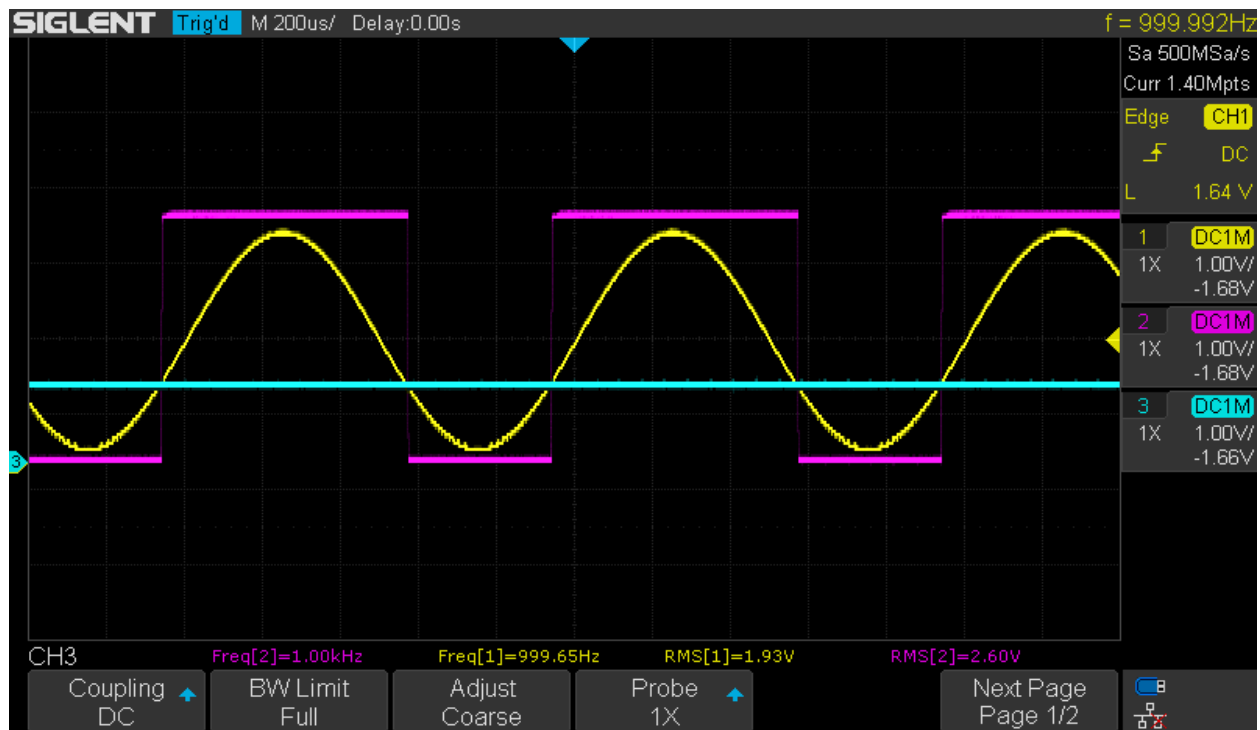 SIGLENT Trig'd M 200us/ Delay:0.00s f = 999.992Hz
Sa 500MSa/s
Curr 1.40Mpts
Edge CH1
DC
L 1.64 V
1 DC1M
1X 1.00V/
-1.68V
2 DC1M
1X 1.00V/
-1.68V
3 DC1M
1X 1.00V/
-1.66V
3
CH3 Freq[2]=1.00kHz Freq[1]=999.65Hz RMS[1]=1.93V RMS[2]=2.60V
Coupling BW Limit Adjust Probe Next Page
DC Full Coarse 1X Page 1/2